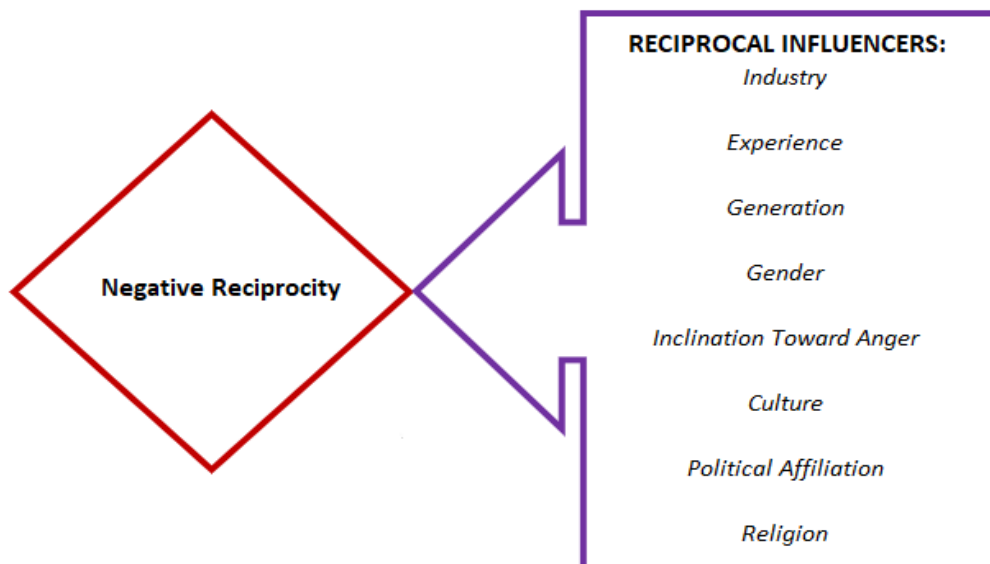 Negative Reciprocity
RECIPROCAL INFLUENCERS:
Industry
Experience
Generation
Gender
Inclination Toward Anger
Culture
Political Affiliation
Religion